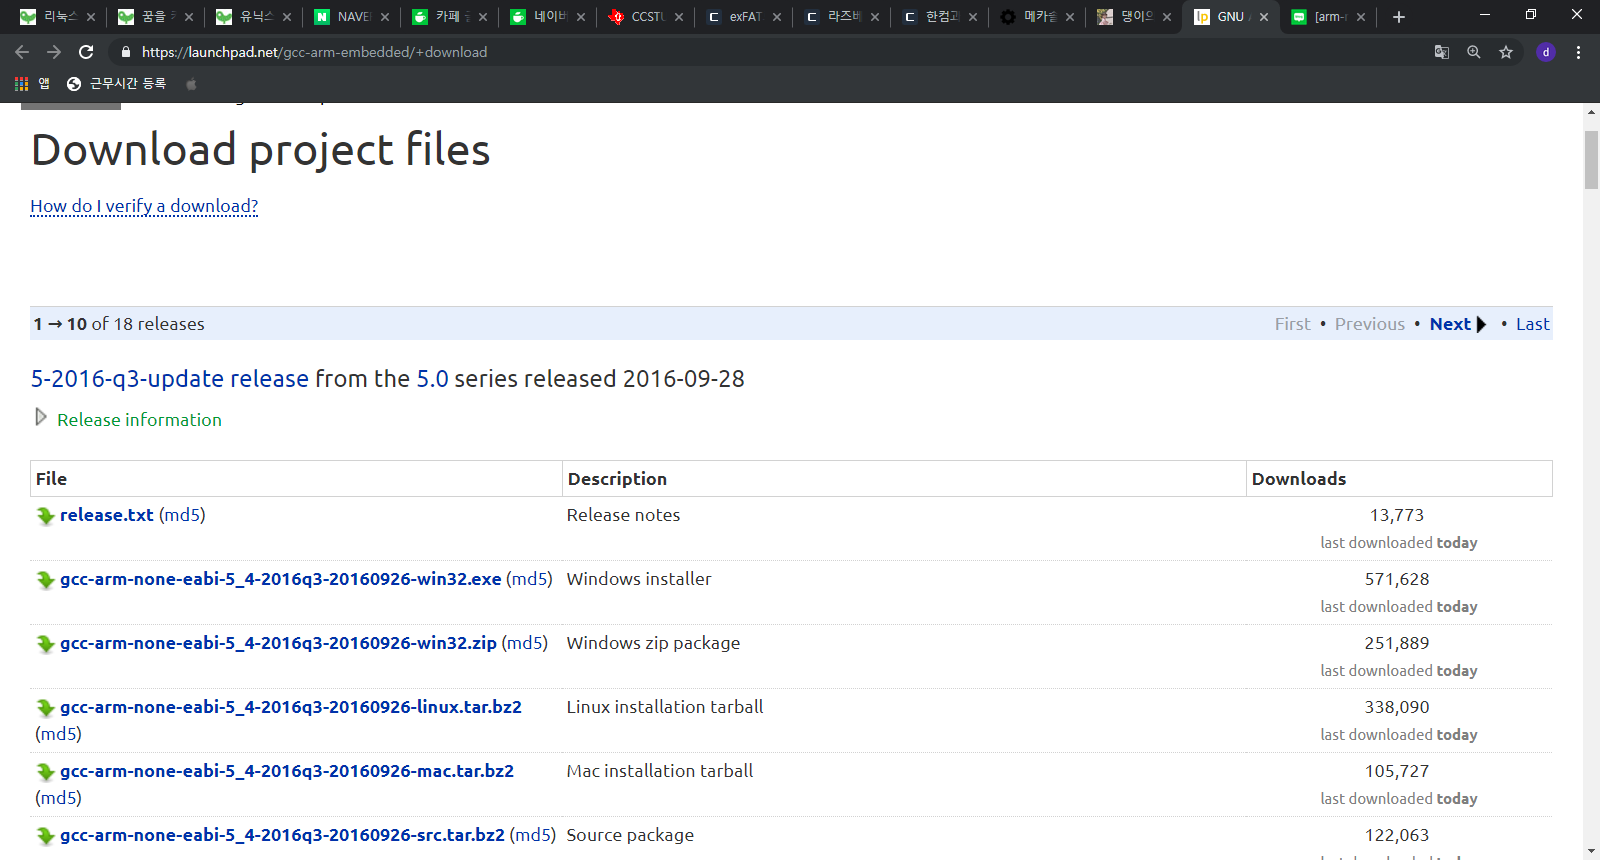 리눅스
꿈을
유닉스
NAVE
카페
네이버
CCSTU
exFAT
라즈베
한컴과
메카솔
댕이으
GNU
[arm-
https://launchpad.net/gcc-arm-embedded/+download
d
앱
근무시간 등록
Download project files
How do I verify a download?
1 → 10 of 18 releases
First • Previous • Next • Last
5-2016-q3-update release from the 5.0 series released 2016-09-28
Release information
File Description Downloads
release.txt (md5) Release notes 13,773
last downloaded today
gcc-arm-none-eabi-5_4-2016q3-20160926-win32.exe (md5) Windows installer 571,628
last downloaded today
gcc-arm-none-eabi-5_4-2016q3-20160926-win32.zip (md5) Windows zip package 251,889
last downloaded today
gcc-arm-none-eabi-5_4-2016q3-20160926-linux.tar.bz2 Linux installation tarball 338,090
(md5) last downloaded today
gcc-arm-none-eabi-5_4-2016q3-20160926-mac.tar.bz2 Mac installation tarball 105,727
(md5) last downloaded today
gcc-arm-none-eabi-5_4-2016q3-20160926-src.tar.bz2 (md5) Source package 122,063